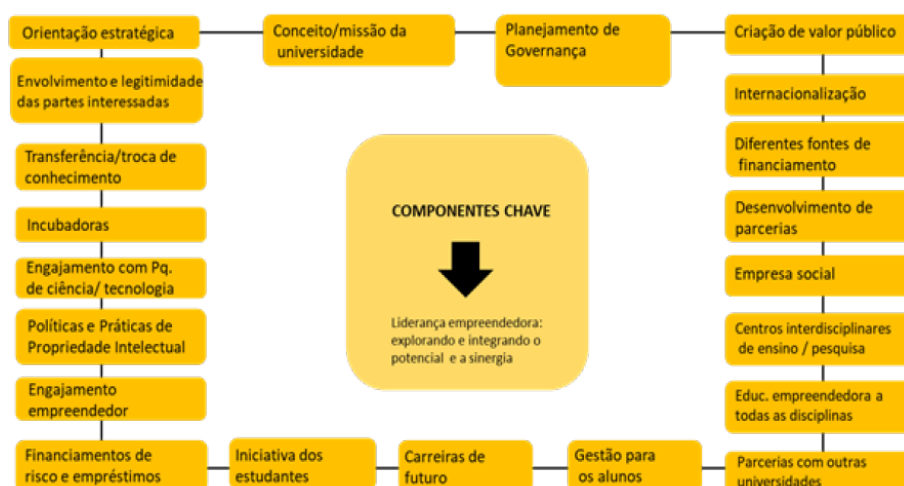 Orientação estratégica
Conceito/missão da
universidade
Planejamento de
Governança
Criação de valor público
Envolvimento e legitimidade
das partes interessadas
Internacionalização
Transferência/troca de
conhecimento
Diferentes fontes de
financiamento
Incubadoras
Desenvolvimento de
parcerias
Engajamento com Pq.
de ciência/ tecnologia
Empresa social
Políticas e Práticas de
Propriedade Intelectual
Centros interdisciplinares
de ensino / pesquisa
Engajamento
empreendedor
Educ. empreendedora a
todas as disciplinas
Financiamentos de
risco e empréstimos
Iniciativa dos
estudantes
Carreiras de
futuro
Gestão para
os alunos
Parcerias com outras
universidades
COMPONENTES CHAVE
Liderança empreendedora:
explorando e integrando o
potencial e a sinergia